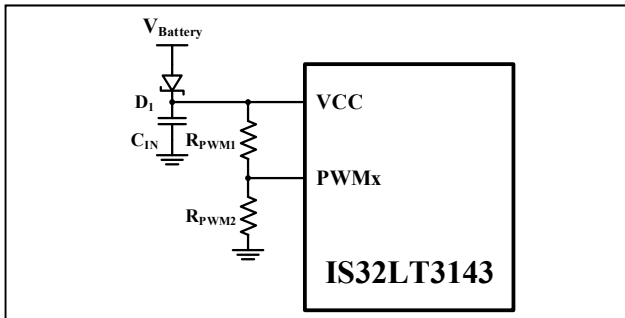 VBattery
D1
VCC
CIN
RPWM1
PWMx
RPWM2
IS32LT3143